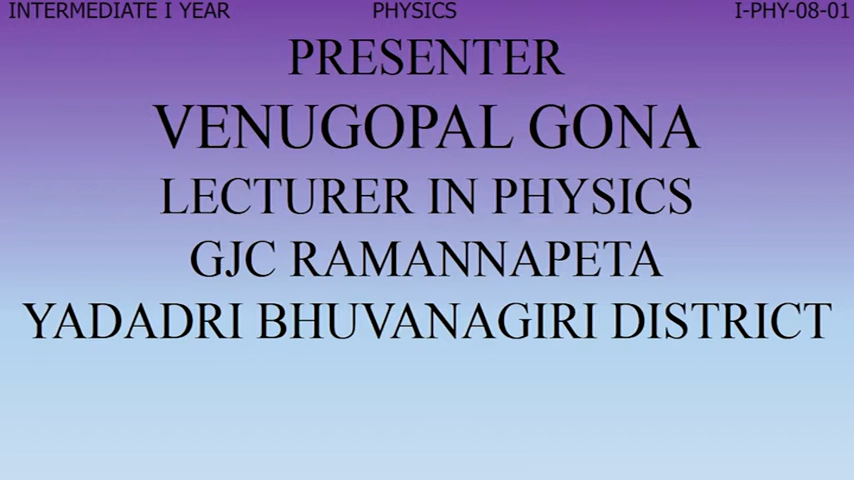 INTERMEDIATE I YEAR PHYSICS I-PHY-08-01
PRESENTER
VENUGOPAL GONA
LECTURER IN PHYSICS
GJC RAMANNAPETA
YADADRI BHUVANAGIRI DISTRICT